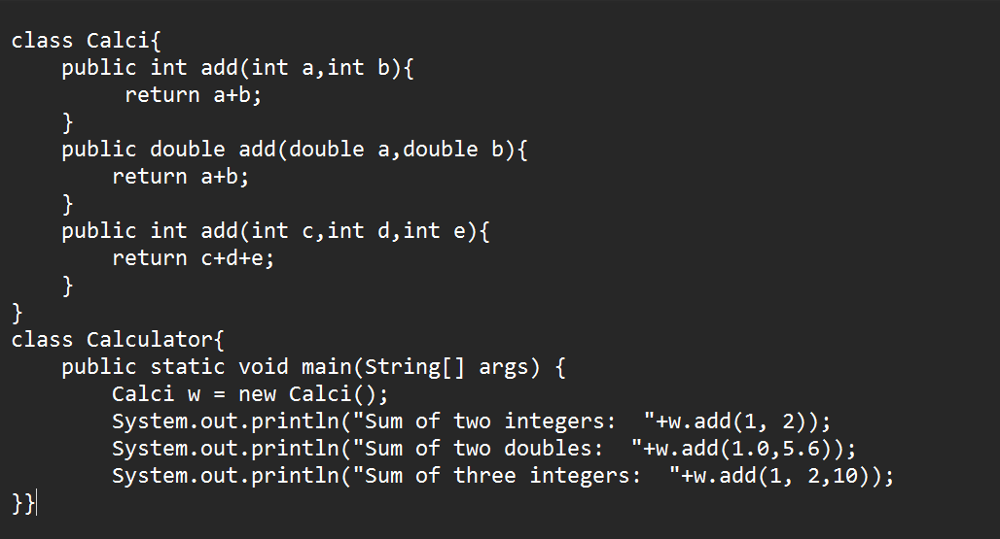 class Calci{
    public int add(int a,int b){
         return a+b;
    }
    public double add(double a,double b){
        return a+b;
    }
    public int add(int c,int d,int e){
        return c+d+e;
    }
}
class Calculator{
    public static void main(String[] args) {
        Calci w = new Calci();
        System.out.println("Sum of two integers:  "+w.add(1, 2));
        System.out.println("Sum of two doubles:  "+w.add(1.0,5.6));
        System.out.println("Sum of three integers:  "+w.add(1, 2,10));
}}